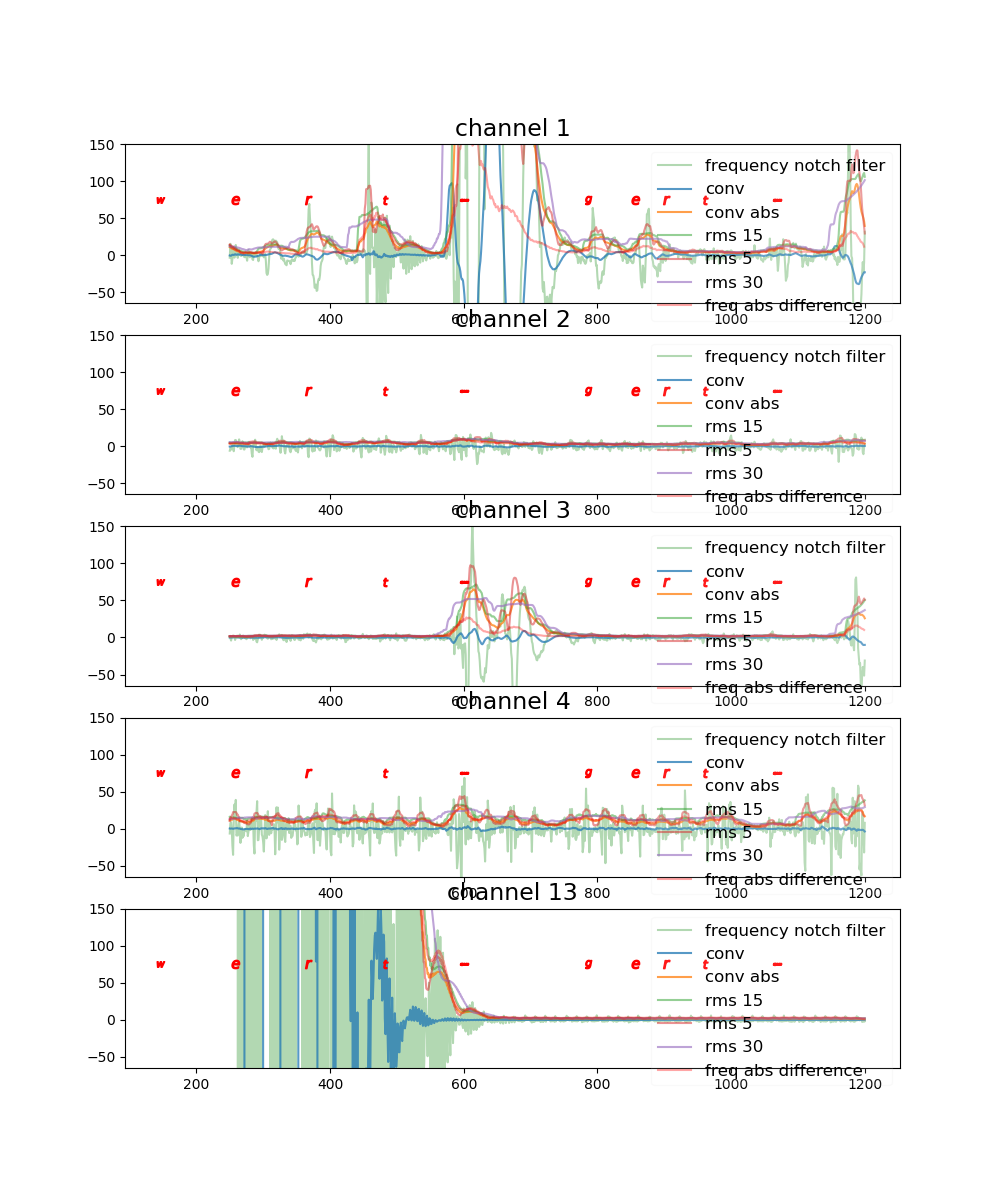 channel 1
150
100
50
0
−50
w e r t - g e r t -
frequency notch filter
conv
conv abs
rms 15
rms 5
rms 30
freq abs difference
200 400 600 800 1000 1200
channel 2
150
100
50
0
−50
w e r t - g e r t -
frequency notch filter
conv
conv abs
rms 15
rms 5
rms 30
freq abs difference
200 400 600 800 1000 1200
channel 3
150
100
50
0
−50
w e r t - g e r t -
frequency notch filter
conv
conv abs
rms 15
rms 5
rms 30
freq abs difference
200 400 600 800 1000 1200
channel 4
150
100
50
0
−50
w e r t - g e r t -
frequency notch filter
conv
conv abs
rms 15
rms 5
rms 30
freq abs difference
200 400 600 800 1000 1200
channel 13
150
100
50
0
−50
w e r t - g e r t -
frequency notch filter
conv
conv abs
rms 15
rms 5
rms 30
freq abs difference
200 400 600 800 1000 1200